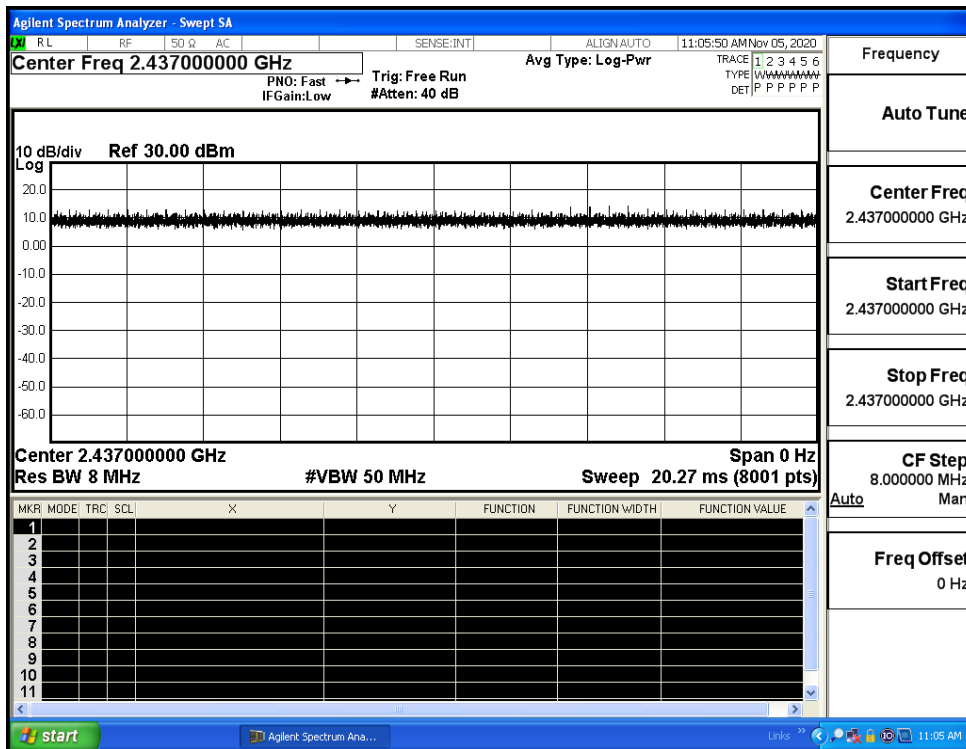 Agilent Spectrum Analyzer - Swept SA
LXI RL RF 50 Ω AC SENSE:INT ALIGNAUTO 11:05:50 AM Nov 05, 2020
Center Freq 2.437000000 GHz
PNO: Fast
IFGain:Low
Trig: Free Run
#Atten: 40 dB
Avg Type: Log-Pwr
TRACE 1 2 3 4 5 6
TYPE
DET P P P P P P
10 dB/div Ref 30.00 dBm
Log
20.0
10.0
0.00
-10.0
-20.0
-30.0
-40.0
-50.0
-60.0
Center 2.437000000 GHz Span 0 Hz
Res BW 8 MHz #VBW 50 MHz Sweep 20.27 ms (8001 pts)
MKR MODE TRC SCL X Y FUNCTION FUNCTION WIDTH FUNCTION VALUE
1
2
3
4
5
6
7
8
9
10
11
Frequency
Auto Tune
Center Freq
2.437000000 GHz
Start Freq
2.437000000 GHz
Stop Freq
2.437000000 GHz
CF Step
8.000000 MHz
Auto Man
Freq Offset
0 Hz
start Agilent Spectrum Ana... Links » 11:05 AM